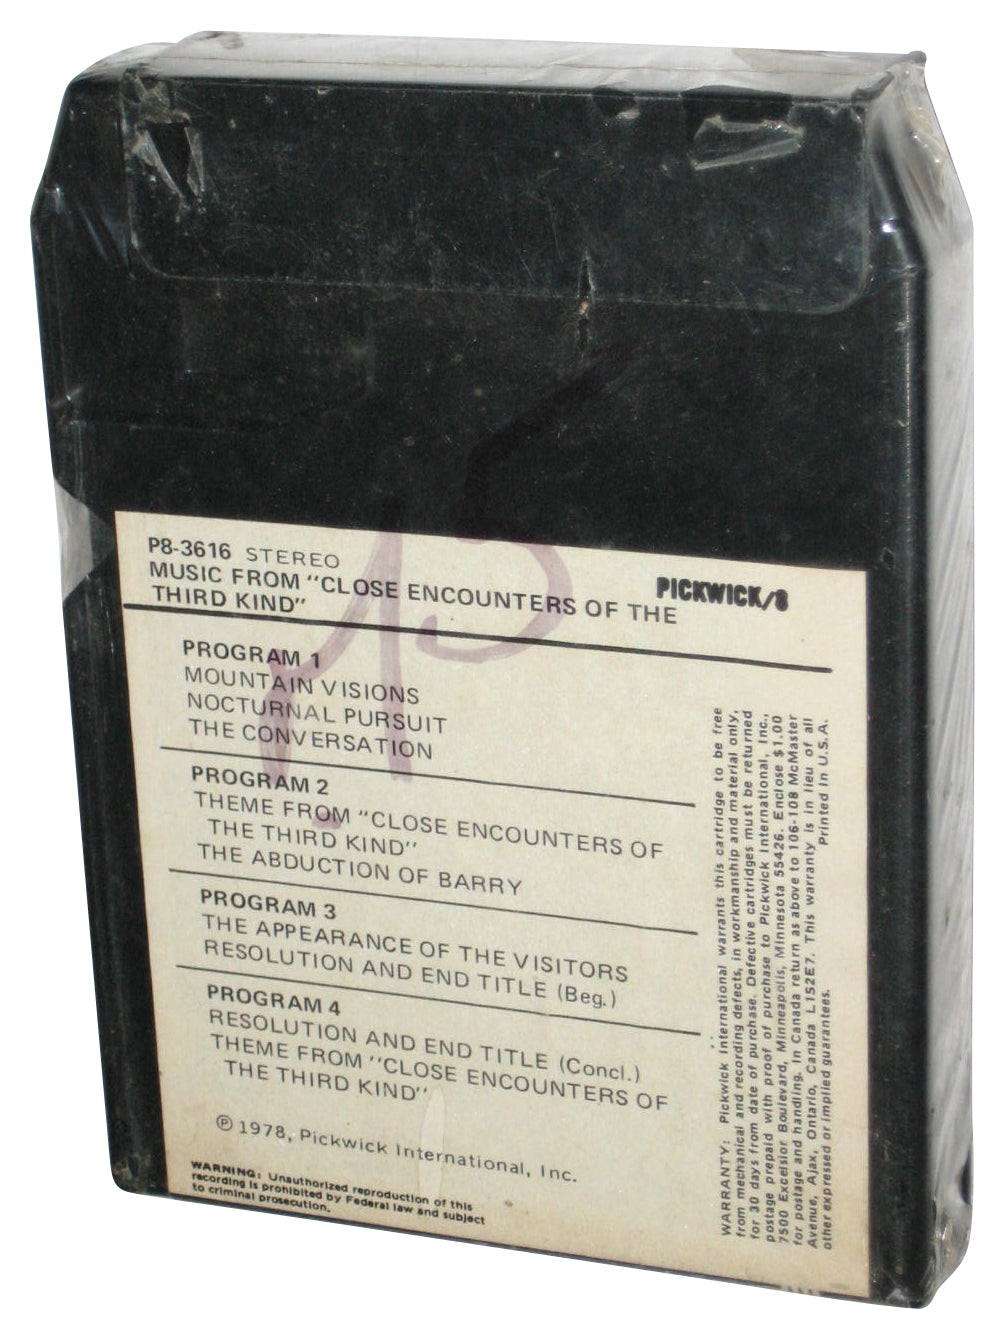 P8-3616 STEREO
PICKWICK/8
MUSIC FROM "CLOSE ENCOUNTERS OF THE
THIRD KIND"
PROGRAM 1
MOUNTAIN VISIONS
NOCTURNAL PURSUIT
THE CONVERSATION
PROGRAM 2
THEME FROM "CLOSE ENCOUNTERS OF
THE THIRD KIND"
THE ABDUCTION OF BARRY
PROGRAM 3
THE APPEARANCE OF THE VISITORS
RESOLUTION AND END TITLE (Beg.)
PROGRAM 4
RESOLUTION AND END TITLE (Concl.)
THEME FROM "CLOSE ENCOUNTERS OF
THE THIRD KIND"
℗ 1978, Pickwick International, Inc.
WARNING: Unauthorized reproduction of this
recording is prohibited by Federal law and subject
to criminal prosecution.
WARRANTY: Pickwick International warrants this cartridge to be free
from mechanical and recording defects, in workmanship and material only,
for 30 days from date of purchase. Defective cartridges must be returned
postage prepaid with proof of purchase to Pickwick International, Inc.,
7500 Excelsior Boulevard, Minneapolis, Minnesota 55426. Enclose $1.00
for postage and handling. In Canada return as above to 106-108 McMaster
Avenue, Ajax, Ontario, Canada L1S2E7. This warranty is in lieu of all
other expressed or implied guarantees.
Printed in U.S.A.